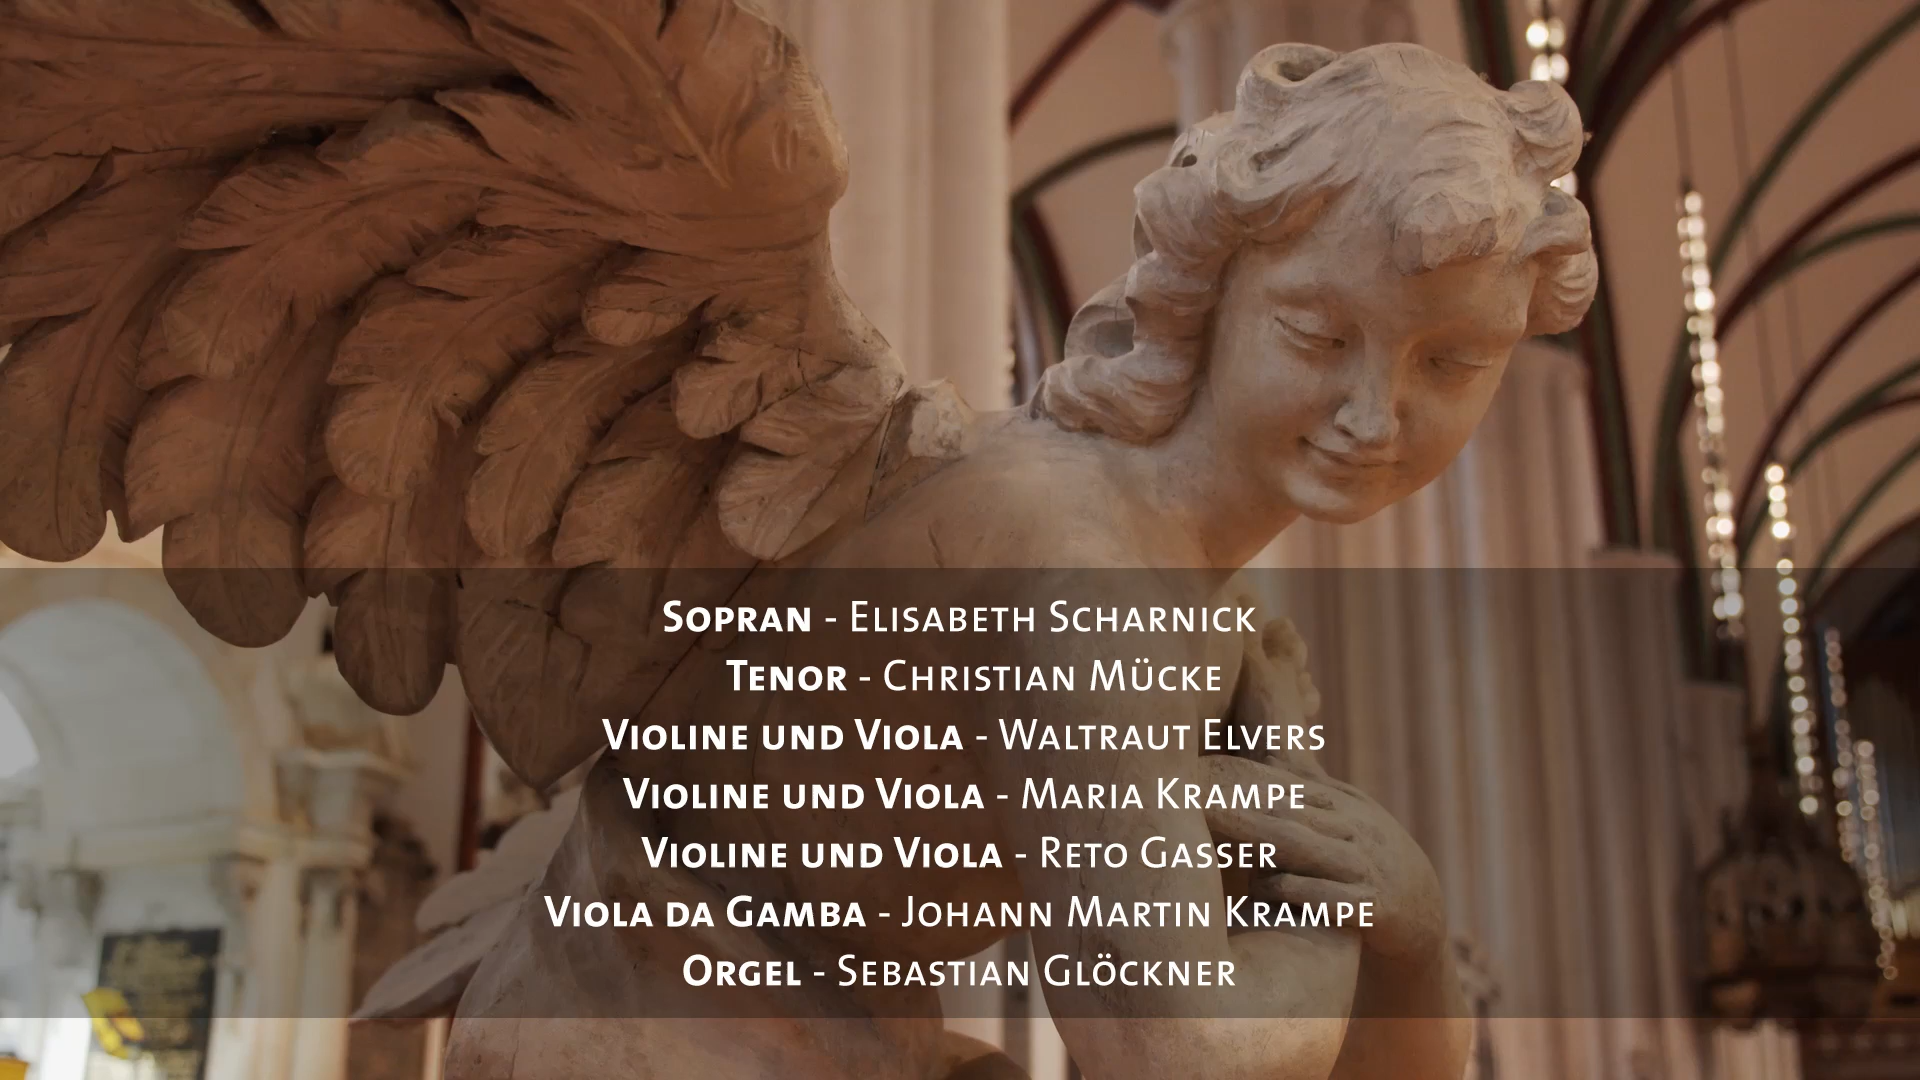 Sopran - Elisabeth Scharnick
Tenor - Christian Mücke
Violine und Viola - Waltraut Elvers
Violine und Viola - Maria Krampe
Violine und Viola - Reto Gasser
Viola da Gamba - Johann Martin Krampe
Orgel - Sebastian Glöckner